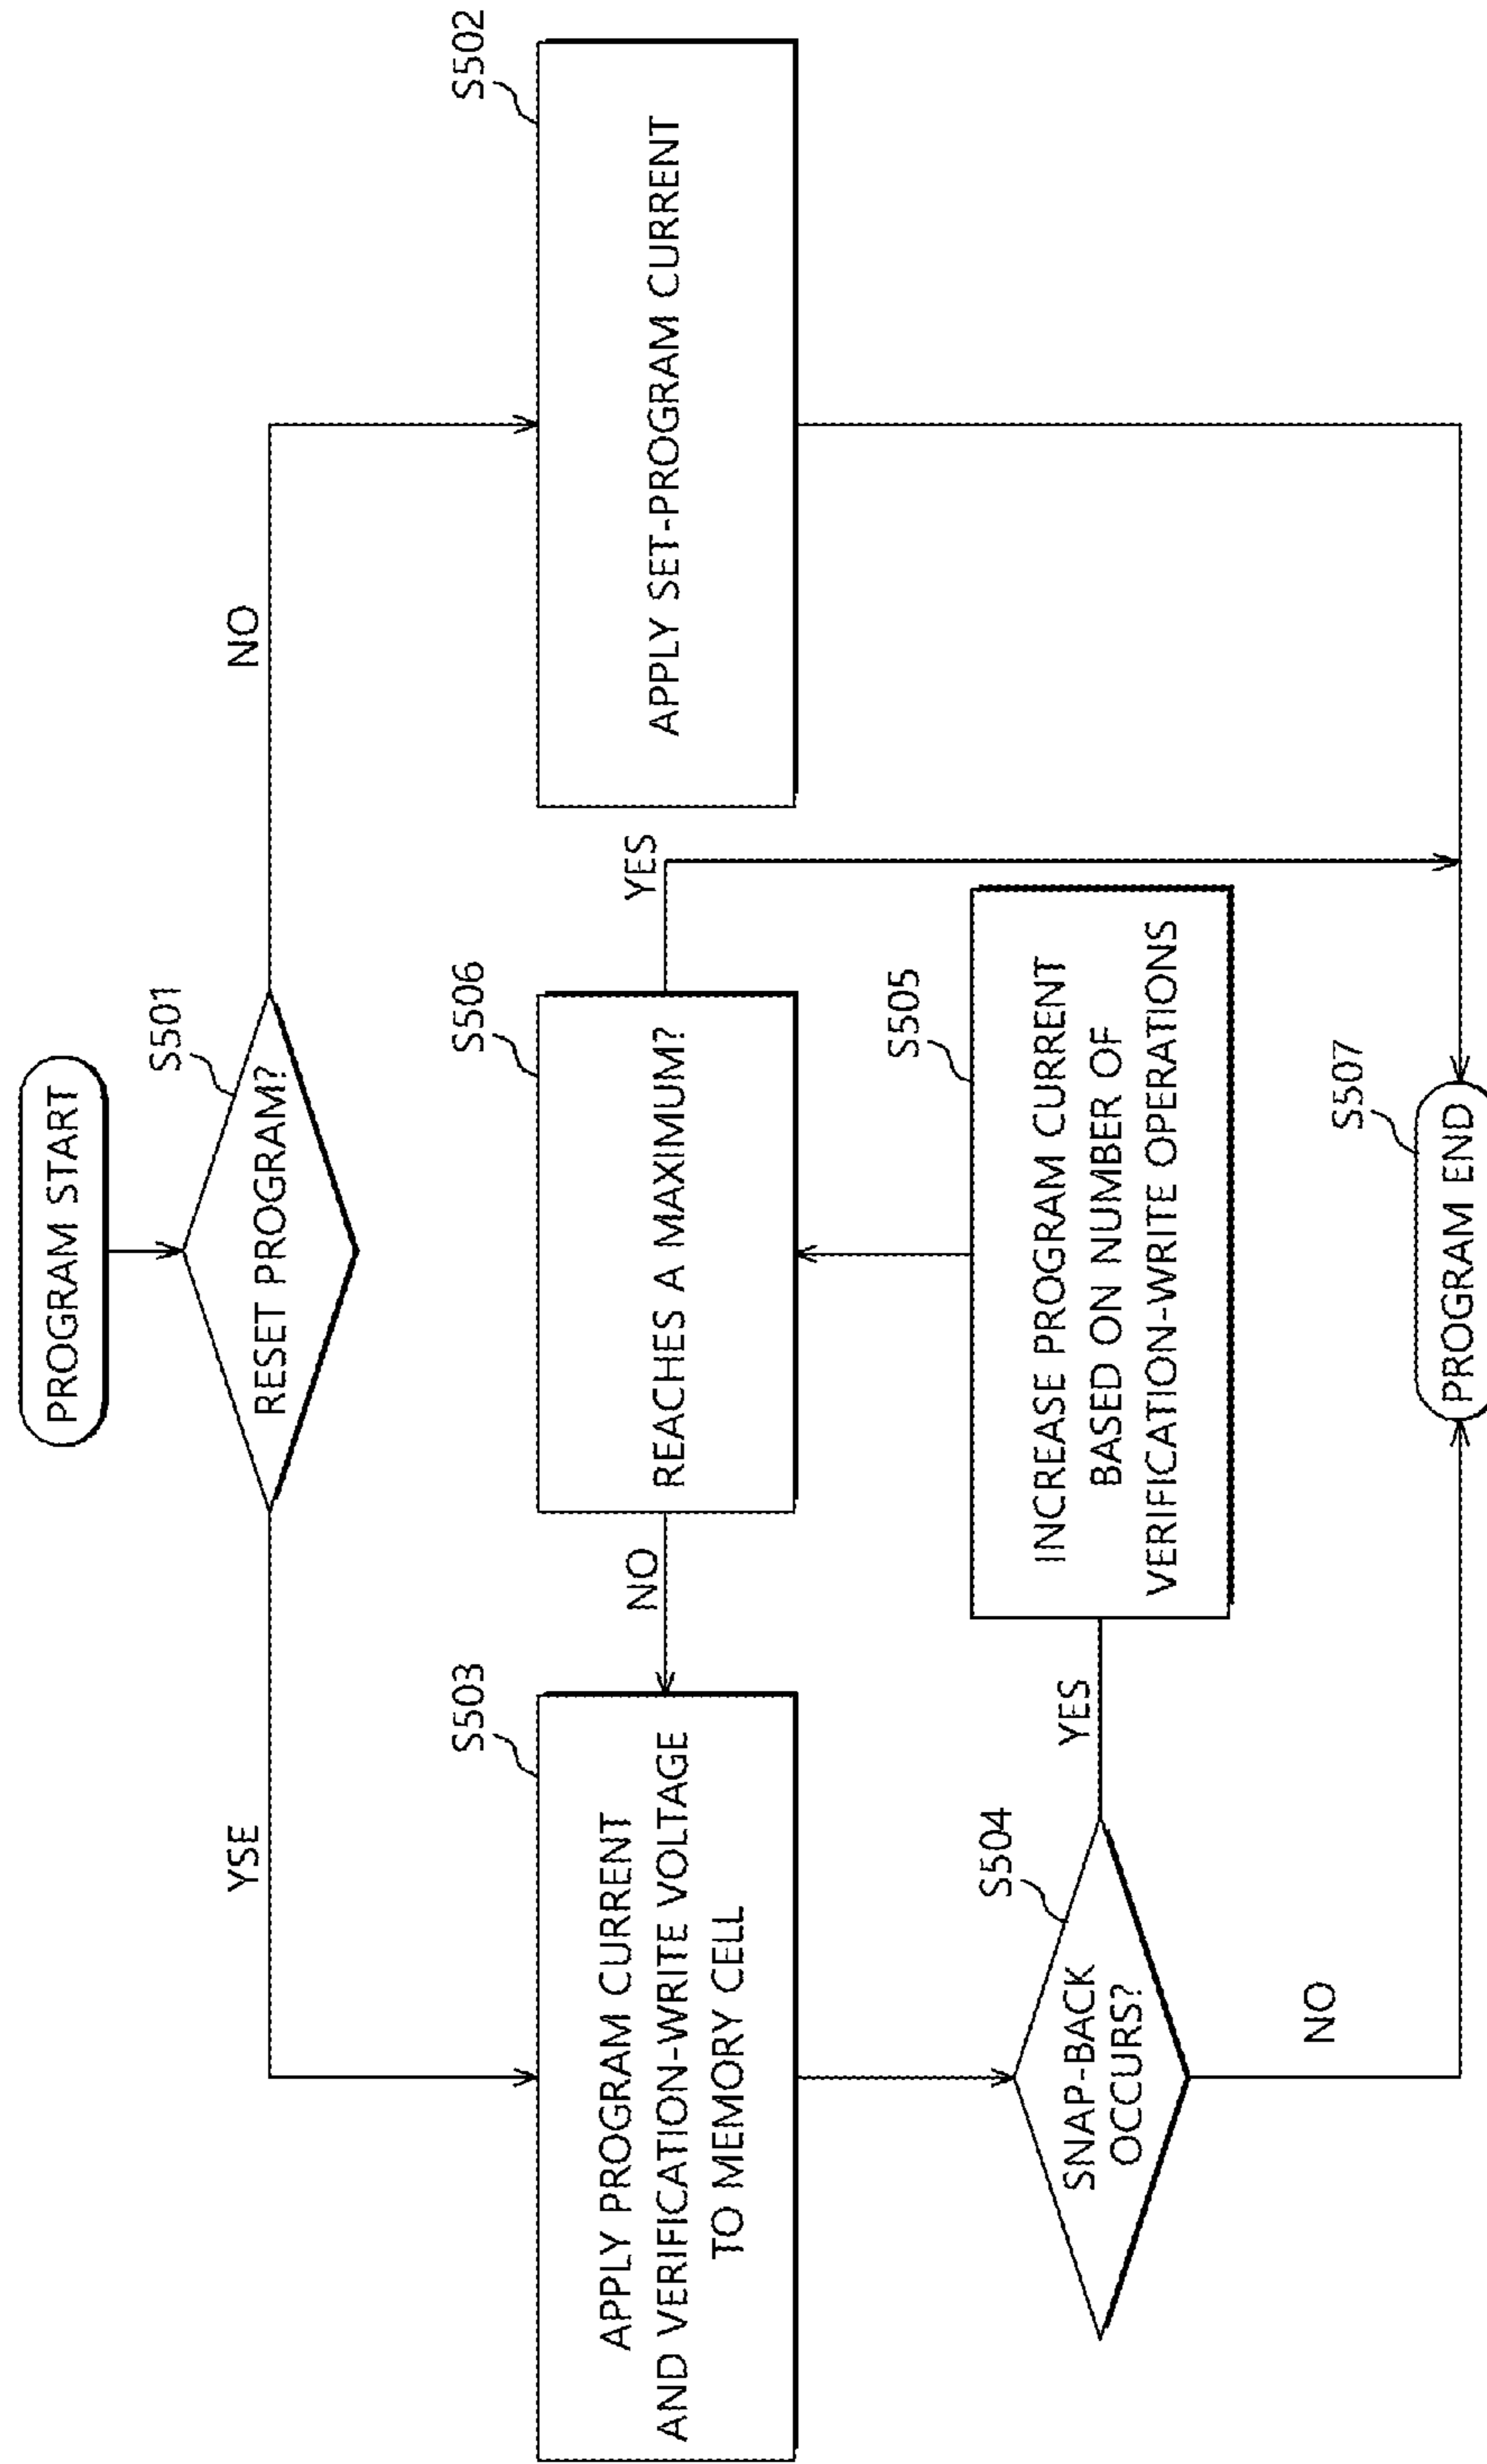 PROGRAM START
S501
RESET PROGRAM?
YSE
NO
S503
APPLY PROGRAM CURRENT
AND VERIFICATION-WRITE VOLTAGE
TO MEMORY CELL
S506
REACHES A MAXIMUM?
NO
YES
S502
APPLY SET-PROGRAM CURRENT
S504
SNAP-BACK
OCCURS?
YES
NO
S505
INCREASE PROGRAM CURRENT
BASED ON NUMBER OF
VERIFICATION-WRITE OPERATIONS
S507
PROGRAM END